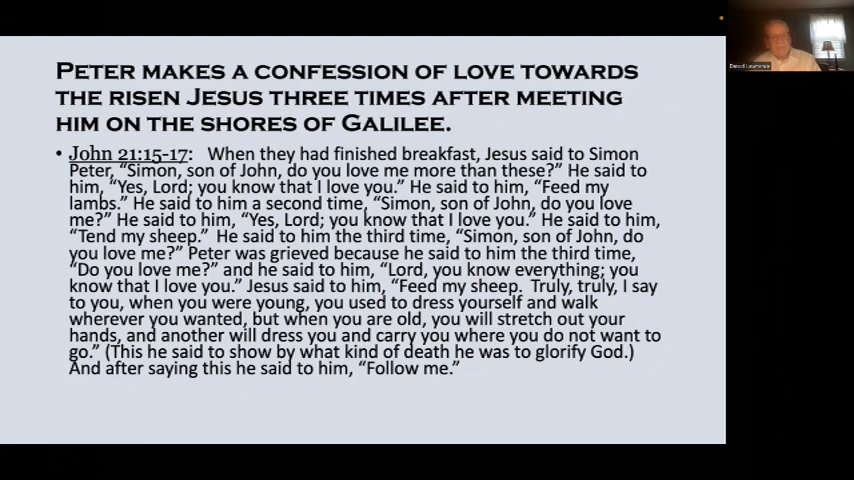 PETER MAKES A CONFESSION OF LOVE TOWARDS
THE RISEN JESUS THREE TIMES AFTER MEETING
HIM ON THE SHORES OF GALILEE.
• John 21:15-17: When they had finished breakfast, Jesus said to Simon
Peter, “Simon, son of John, do you love me more than these?” He said to
him, “Yes, Lord; you know that I love you.” He said to him, “Feed my
lambs.” He said to him a second time, “Simon, son of John, do you love
me?” He said to him, “Yes, Lord; you know that I love you.” He said to him,
“Tend my sheep.” He said to him the third time, “Simon, son of John, do
you love me?” Peter was grieved because he said to him the third time,
“Do you love me?” and he said to him, “Lord, you know everything; you
know that I love you.” Jesus said to him, “Feed my sheep. Truly, truly, I say
to you, when you were young, you used to dress yourself and walk
wherever you wanted, but when you are old, you will stretch out your
hands, and another will dress you and carry you where you do not want to
go.” (This he said to show by what kind of death he was to glorify God.)
And after saying this he said to him, “Follow me.”
Lawrence